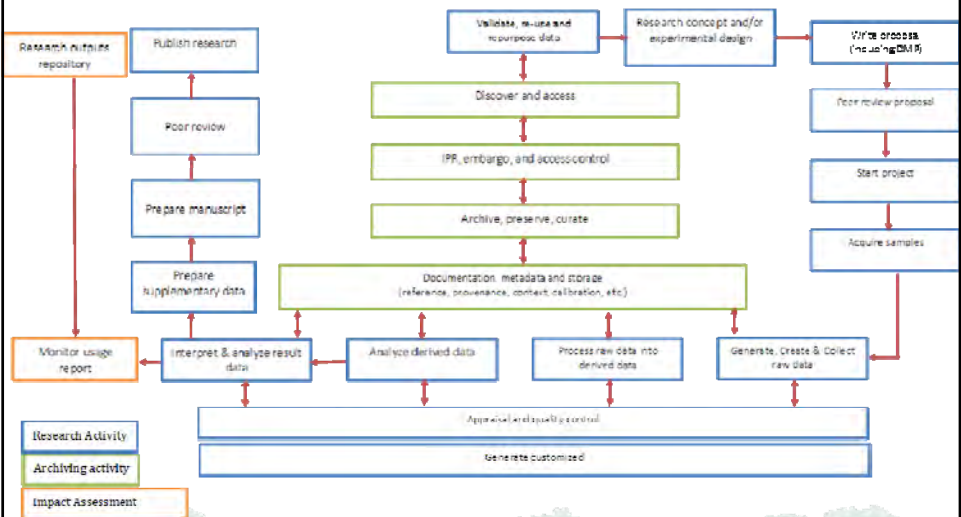 Research outputs
repository
Publish research
Validate, re-use and
repurpose data
Research concept and/or
experimental design
Write proposal
(including DMP)
Discover and access
Peer review proposal
Peer review
IPR, embargo, and access control
Start project
Prepare manuscript
Archive, preserve, curate
Acquire samples
Prepare
supplementary data
Documentation, metadata and storage
(reference, provenance, context, calibration, etc.)
Monitor usage
report
Interpret & analyze result
data
Analyze derived data
Process raw data into
derived data
Generate, Create & Collect
raw data
Appraisal and quality control
Generate customized
Research Activity
Archiving activity
Impact Assessment